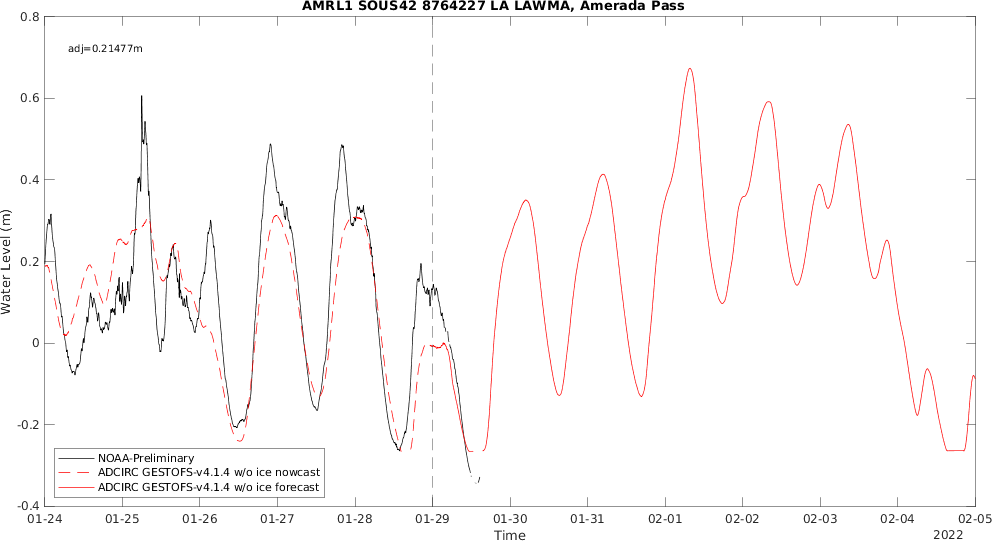 AMRL1 SOUS42 8764227 LA LAWMA, Amerada Pass
adj=0.21477m
0.8
0.6
0.4
0.2
0
-0.2
-0.4
Water Level (m)
NOAA-Preliminary
ADCIRC GESTOFS-v4.1.4 w/o ice nowcast
ADCIRC GESTOFS-v4.1.4 w/o ice forecast
01-24 01-25 01-26 01-27 01-28 01-29 01-30 01-31 02-01 02-02 02-03 02-04 02-05
Time
2022